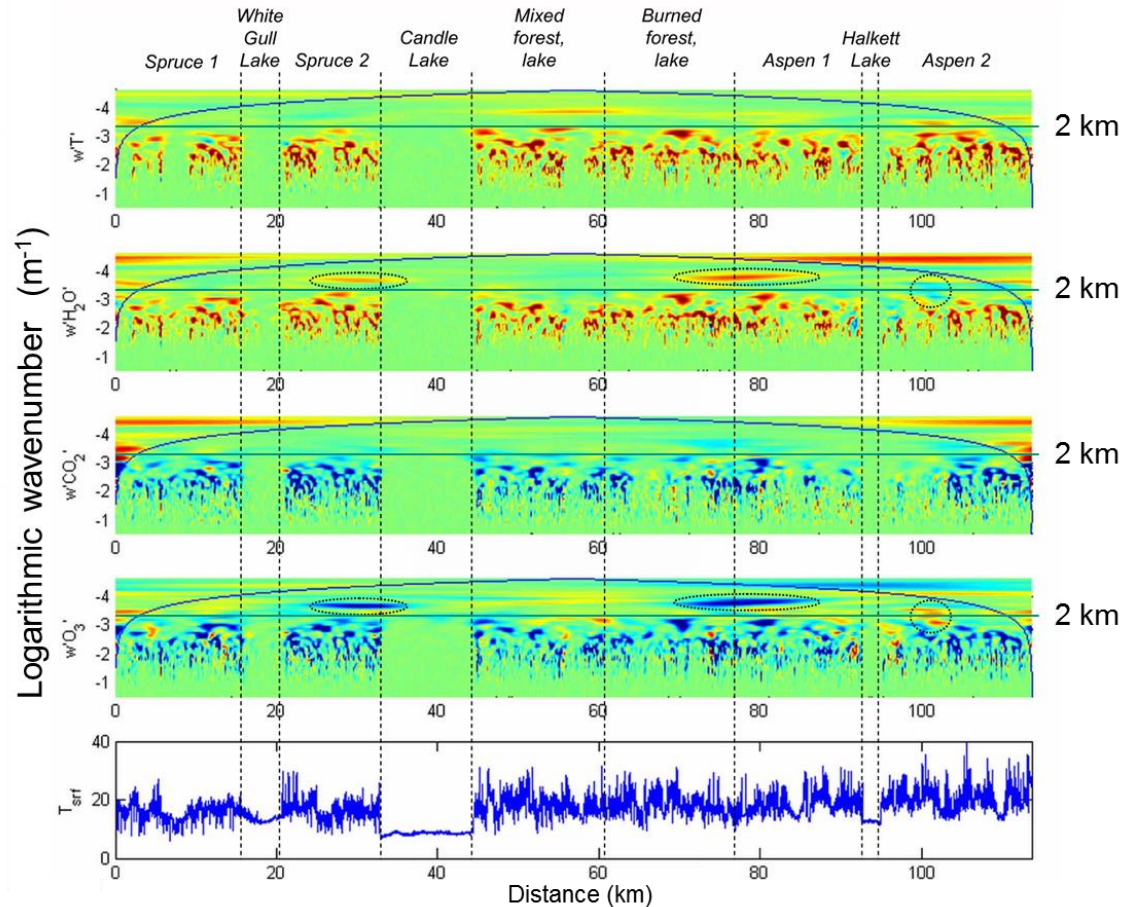 White
Gull
Lake
Mixed
forest,
lake
Burned
forest,
lake
Spruce 1
Spruce 2
Candle
Lake
Aspen 1
Halkett
Lake
Aspen 2
Logarithmic wavenumber (m⁻¹)
w'T'
-4
-3
-2
-1
2 km
0 20 40 60 80 100
w'H₂O'
-4
-3
-2
-1
2 km
0 20 40 60 80 100
w'CO₂'
-4
-3
-2
-1
2 km
0 20 40 60 80 100
w'O₃'
-4
-3
-2
-1
2 km
0 20 40 60 80 100
T_srf
40
20
0
0 20 40 60 80 100
Distance (km)